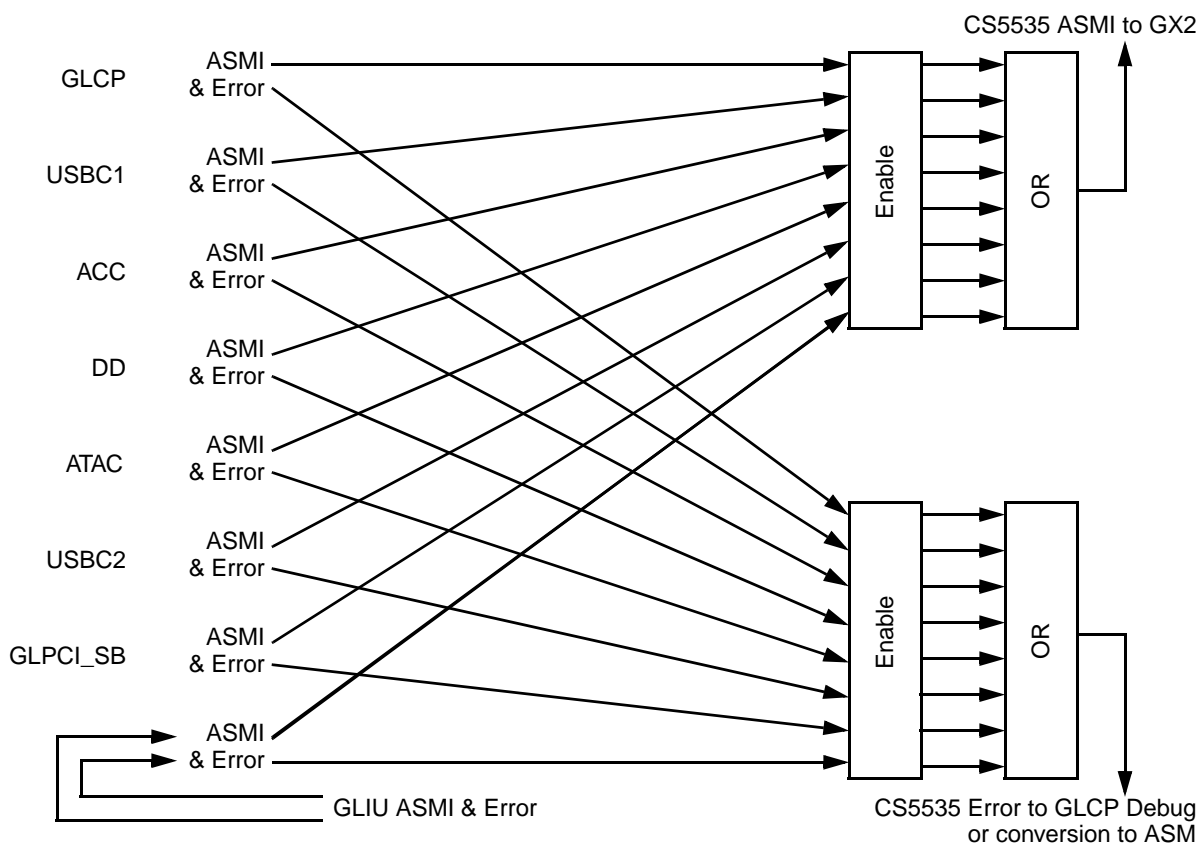 CS5535 ASMI to GX2
GLCP
ASMI
& Error
USBC1
ASMI
& Error
ACC
ASMI
& Error
DD
ASMI
& Error
ATAC
ASMI
& Error
USBC2
ASMI
& Error
GLPCI_SB
ASMI
& Error
ASMI
& Error
GLIU ASMI & Error
Enable
OR
Enable
OR
CS5535 Error to GLCP Debug
or conversion to ASM